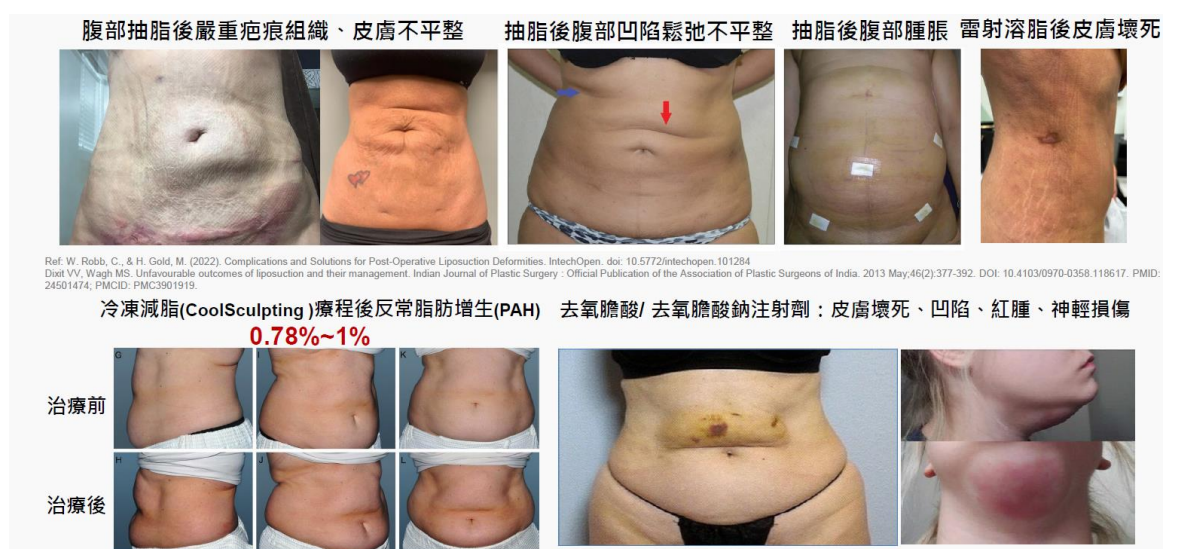 腹部抽脂後嚴重疤痕組織、皮膚不平整
抽脂後腹部凹陷鬆弛不平整
抽脂後腹部腫脹
雷射溶脂後皮膚壞死
Ref: W. Robb, C., & H. Gold, M. (2022). Complications and Solutions for Post-Operative Liposuction Deformities. IntechOpen. doi: 10.5772/intechopen.101284
Dixit VV, Wagh MS. Unfavourable outcomes of liposuction and their management. Indian Journal of Plastic Surgery : Official Publication of the Association of Plastic Surgeons of India. 2013 May;46(2):377-392. DOI: 10.4103/0970-0358.118617. PMID:
24501474; PMCID: PMC3901919.
冷凍減脂(CoolSculpting )療程後反常脂肪增生(PAH)
0.78%~1%
去氧膽酸/ 去氧膽酸鈉注射劑：皮膚壞死、凹陷、紅腫、神輕損傷
G
I
K
治療前
H
J
L
治療後